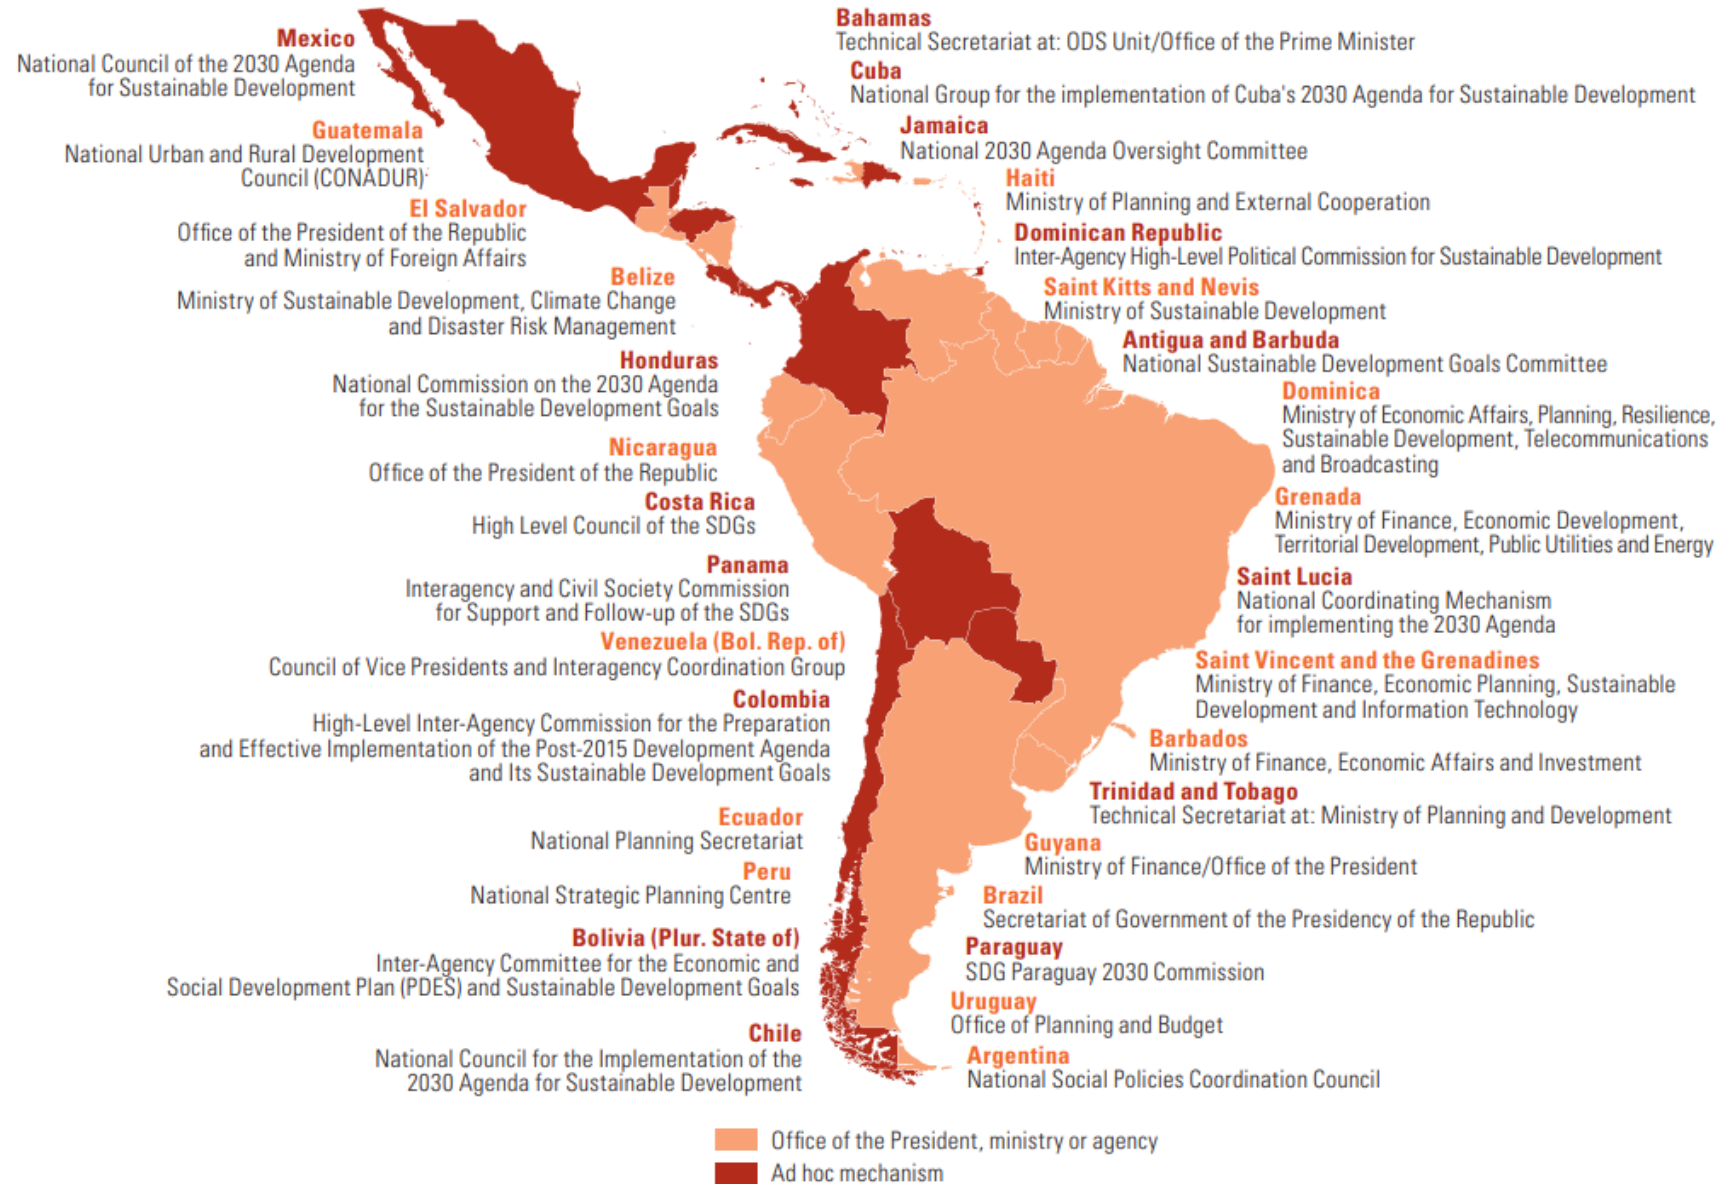 Mexico
National Council of the 2030 Agenda
for Sustainable Development
Guatemala
National Urban and Rural Development
Council (CONADUR)
El Salvador
Office of the President of the Republic
and Ministry of Foreign Affairs
Belize
Ministry of Sustainable Development, Climate Change
and Disaster Risk Management
Honduras
National Commission on the 2030 Agenda
for the Sustainable Development Goals
Nicaragua
Office of the President of the Republic
Costa Rica
High Level Council of the SDGs
Panama
Interagency and Civil Society Commission
for Support and Follow-up of the SDGs
Venezuela (Bol. Rep. of)
Council of Vice Presidents and Interagency Coordination Group
Colombia
High-Level Inter-Agency Commission for the Preparation
and Effective Implementation of the Post-2015 Development Agenda
and Its Sustainable Development Goals
Ecuador
National Planning Secretariat
Peru
National Strategic Planning Centre
Bolivia (Plur. State of)
Inter-Agency Committee for the Economic and
Social Development Plan (PDES) and Sustainable Development Goals
Chile
National Council for the Implementation of the
2030 Agenda for Sustainable Development
Bahamas
Technical Secretariat at: ODS Unit/Office of the Prime Minister
Cuba
National Group for the implementation of Cuba's 2030 Agenda for Sustainable Development
Jamaica
National 2030 Agenda Oversight Committee
Haiti
Ministry of Planning and External Cooperation
Dominican Republic
Inter-Agency High-Level Political Commission for Sustainable Development
Saint Kitts and Nevis
Ministry of Sustainable Development
Antigua and Barbuda
National Sustainable Development Goals Committee
Dominica
Ministry of Economic Affairs, Planning, Resilience,
Sustainable Development, Telecommunications
and Broadcasting
Grenada
Ministry of Finance, Economic Development,
Territorial Development, Public Utilities and Energy
Saint Lucia
National Coordinating Mechanism
for implementing the 2030 Agenda
Saint Vincent and the Grenadines
Ministry of Finance, Economic Planning, Sustainable
Development and Information Technology
Barbados
Ministry of Finance, Economic Affairs and Investment
Trinidad and Tobago
Technical Secretariat at: Ministry of Planning and Development
Guyana
Ministry of Finance/Office of the President
Brazil
Secretariat of Government of the Presidency of the Republic
Paraguay
SDG Paraguay 2030 Commission
Uruguay
Office of Planning and Budget
Argentina
National Social Policies Coordination Council
Office of the President, ministry or agency
Ad hoc mechanism